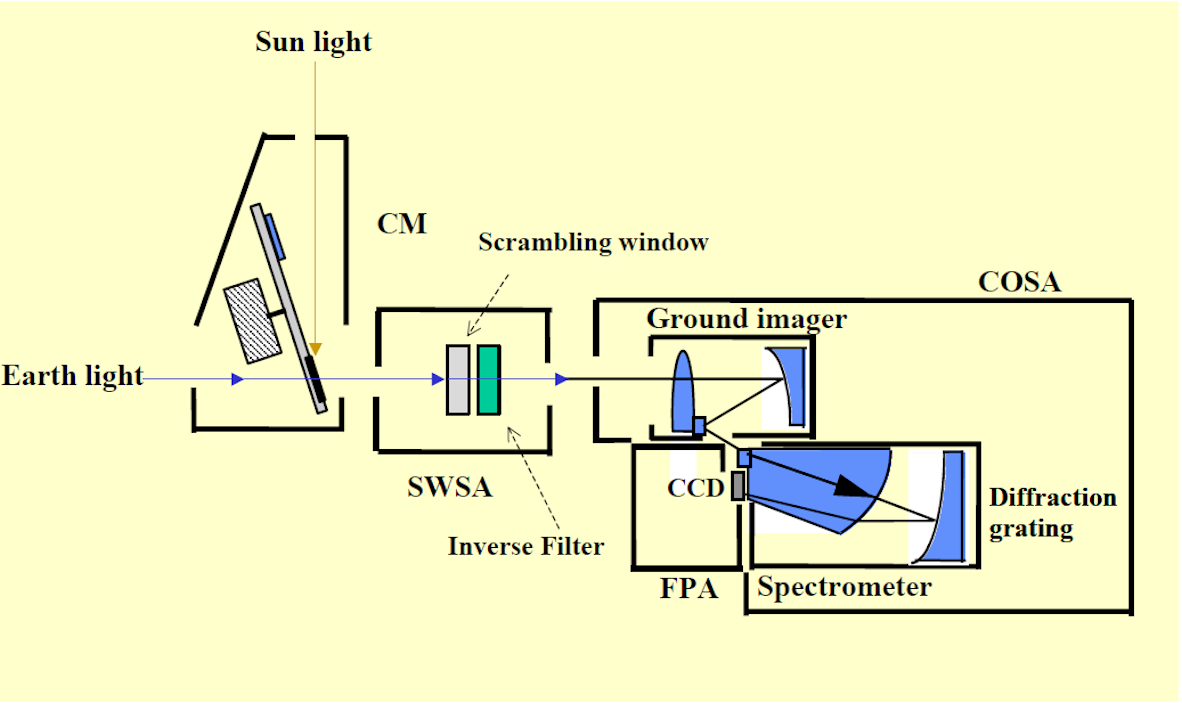 Sun light
CM
Scrambling window
COSA
Ground imager
Earth light
SWSA
CCD
Diffraction
grating
Inverse Filter
FPA
Spectrometer